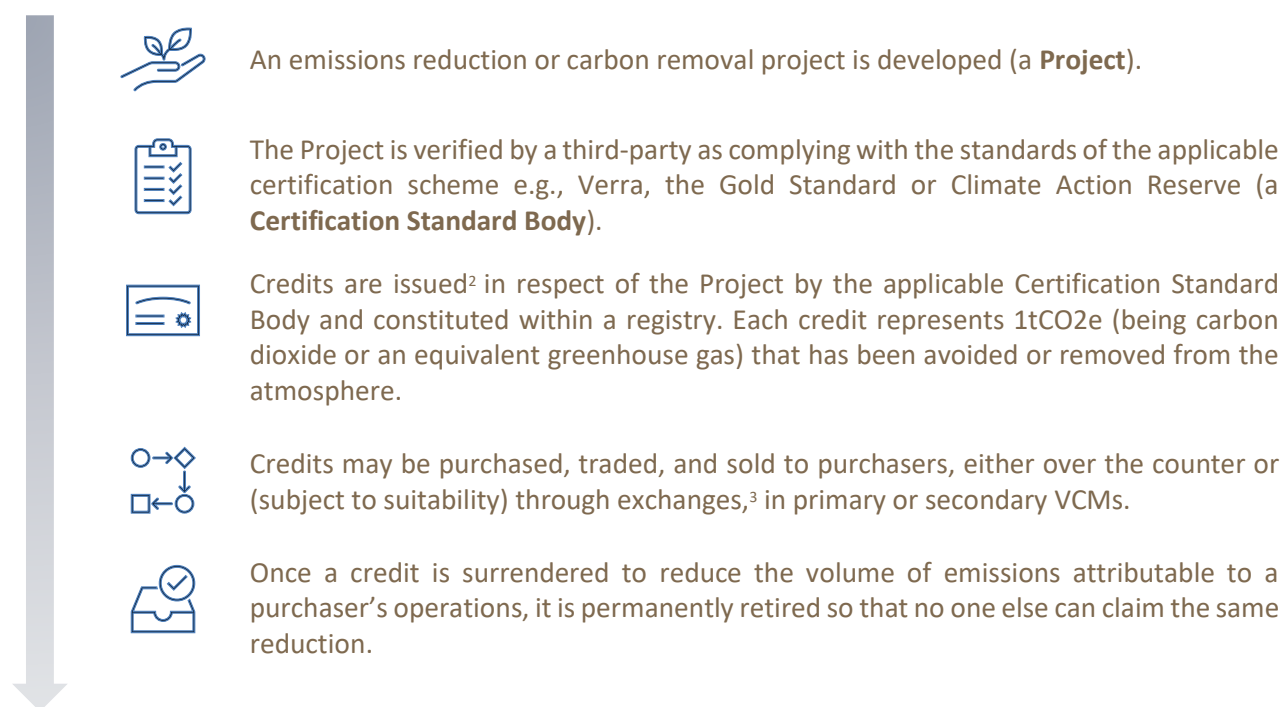 An emissions reduction or carbon removal project is developed (a Project).
The Project is verified by a third-party as complying with the standards of the applicable
certification scheme e.g., Verra, the Gold Standard or Climate Action Reserve (a
Certification Standard Body).
Credits are issued2 in respect of the Project by the applicable Certification Standard
Body and constituted within a registry. Each credit represents 1tCO2e (being carbon
dioxide or an equivalent greenhouse gas) that has been avoided or removed from the
atmosphere.
Credits may be purchased, traded, and sold to purchasers, either over the counter or
(subject to suitability) through exchanges,3 in primary or secondary VCMs.
Once a credit is surrendered to reduce the volume of emissions attributable to a
purchaser’s operations, it is permanently retired so that no one else can claim the same
reduction.